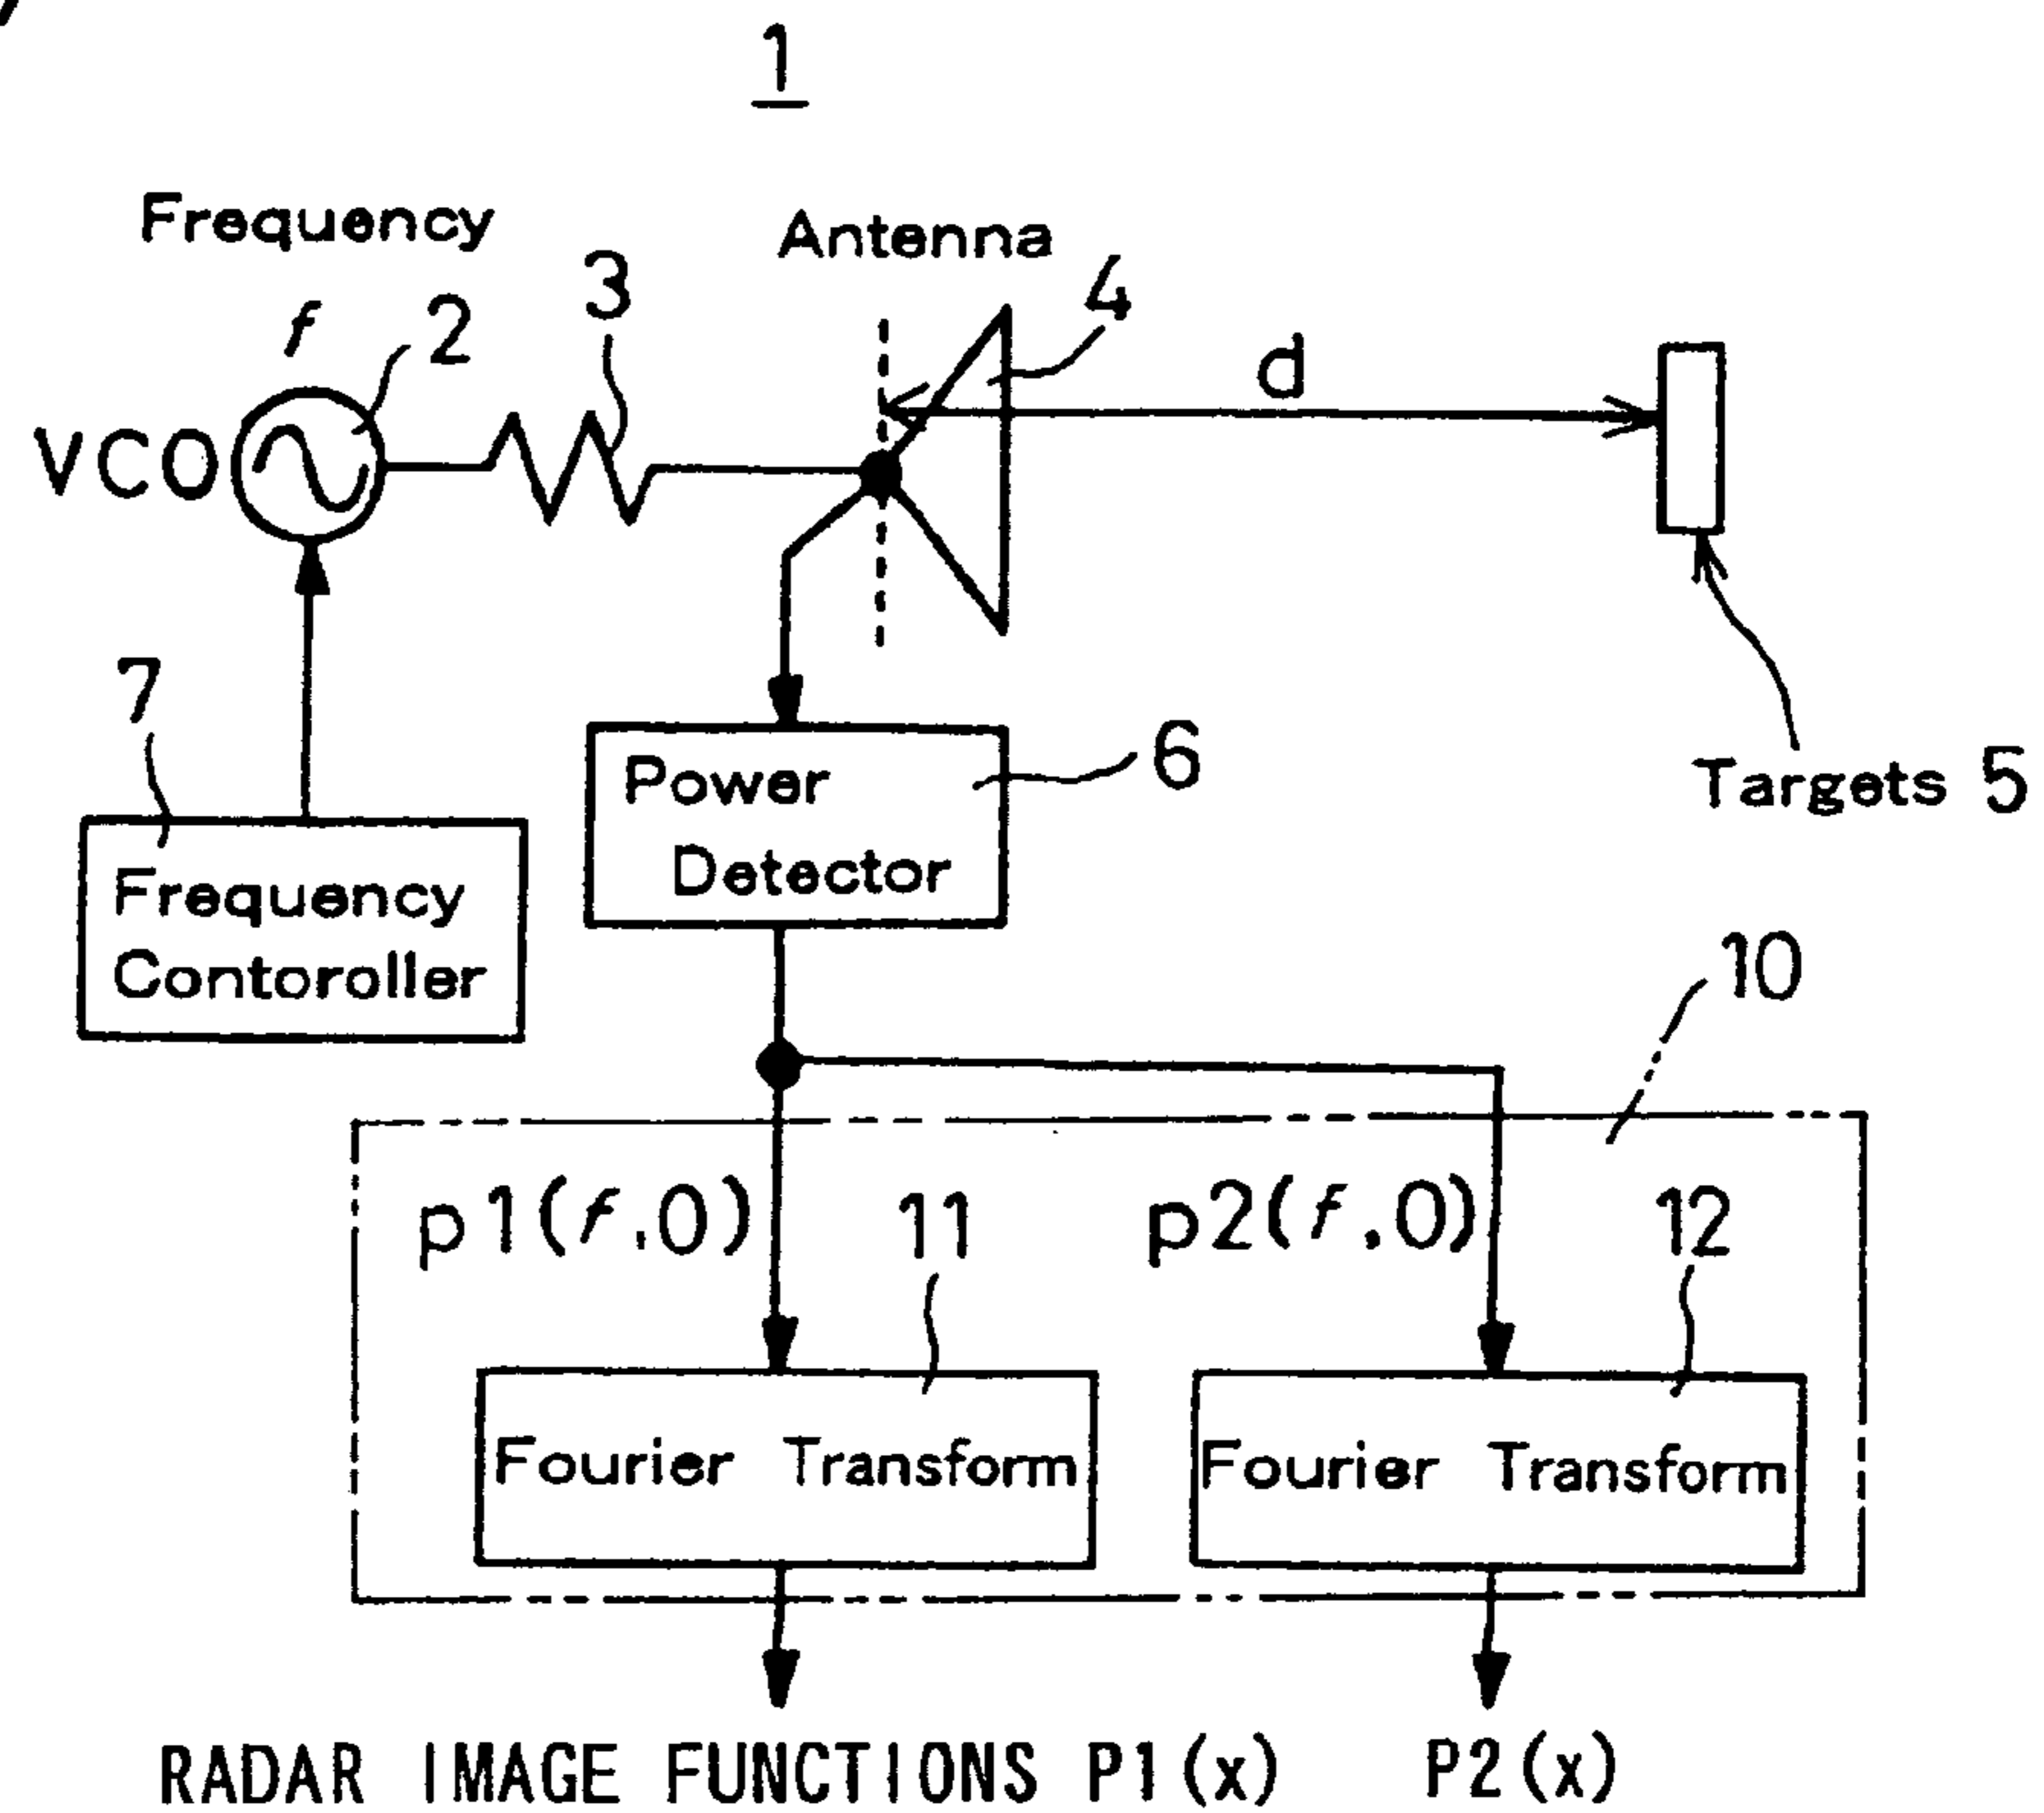 1
Frequency
f
2
3
Antenna
4
d
VCO
7
Power
Detector
6
Targets 5
Frequency
Contoroller
10
p1(f.0)
11
p2(f.0)
12
Fourier Transform
Fourier Transform
RADAR IMAGE FUNCTIONS P1(x) P2(x)